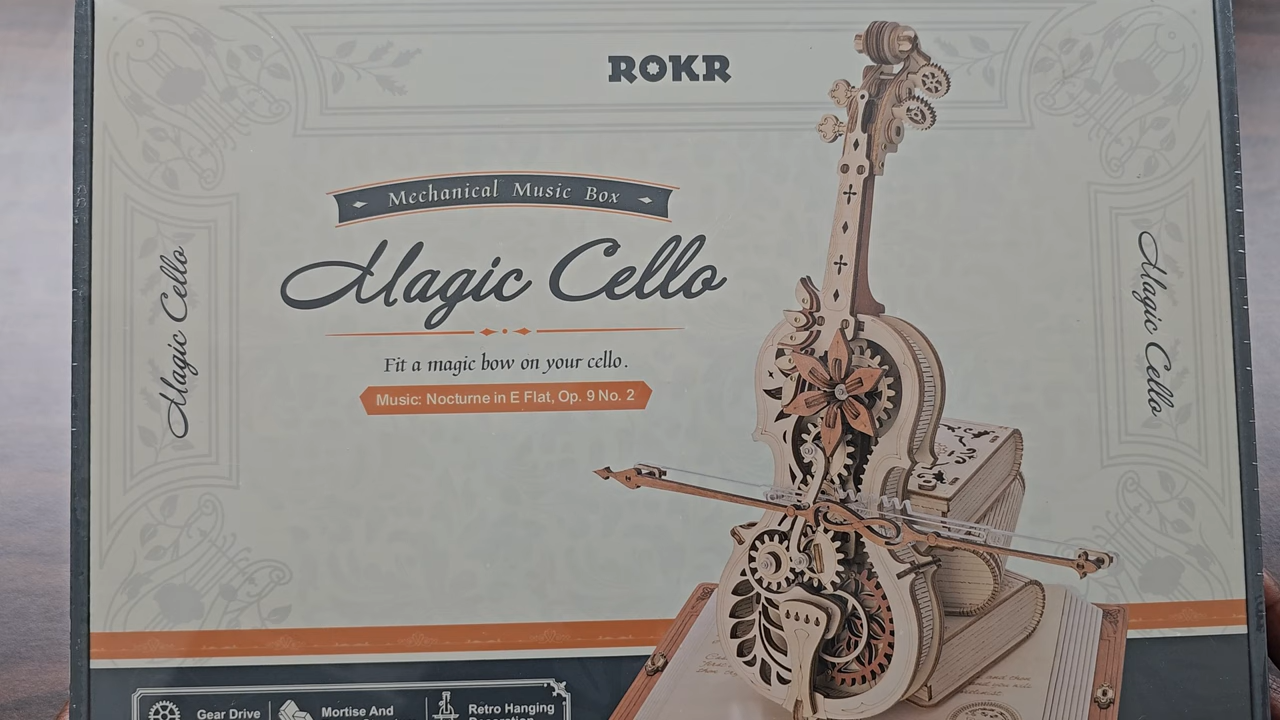 ROKR
Mechanical Music Box
Magic Cello
Fit a magic bow on your cello.
Music: Nocturne in E Flat, Op. 9 No. 2
Magic Cello
Magic Cello
Gear Drive
Mortise And
Retro Hanging